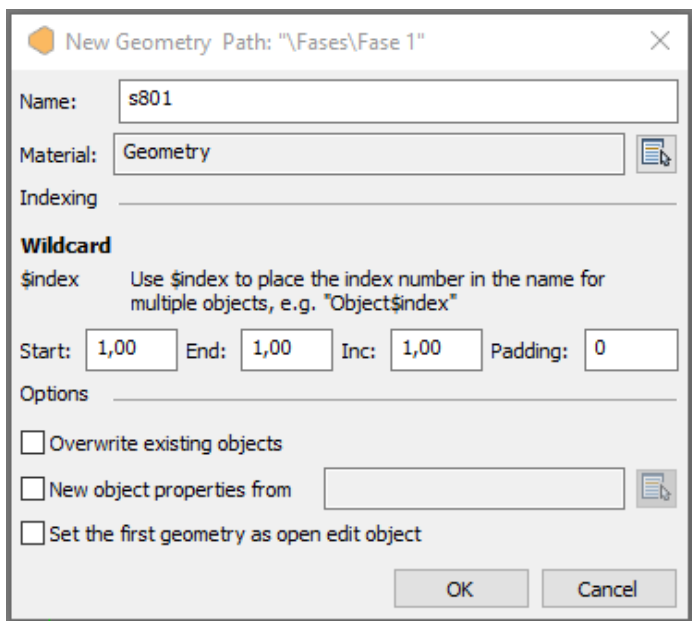 New Geometry Path: "\Fases\Fase 1"
Name: s801
Material: Geometry
Indexing
Wildcard
$index Use $index to place the index number in the name for
multiple objects, e.g. "Object$index"
Start: 1,00 End: 1,00 Inc: 1,00 Padding: 0
Options
Overwrite existing objects
New object properties from
Set the first geometry as open edit object
OK Cancel